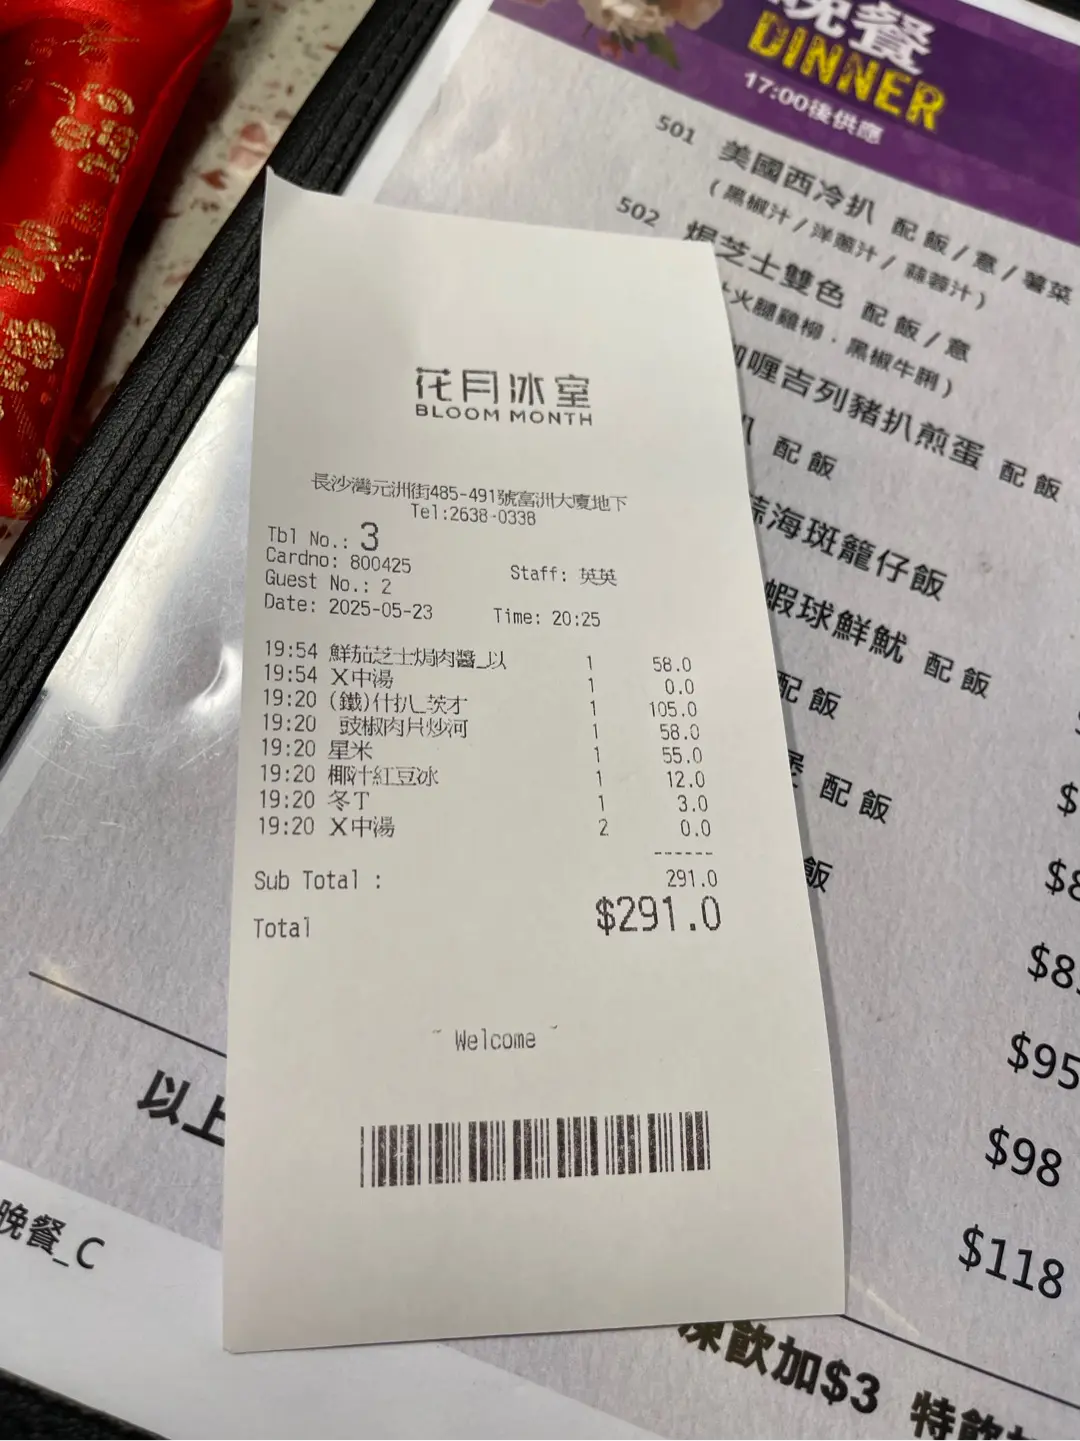 晚餐
DINNER
17:00後供應
501 美國西冷扒 配飯/意/薯菜
(黑椒汁/洋蔥汁/蒜蓉汁)
502 焗芝士雙色 配飯/意
火腿雞柳·黑椒牛脷)
喱吉列豬扒煎蛋 配飯
配飯
海斑籠仔飯
蝦球鮮魷 配飯
配飯
配飯
飯
$
$8
$8
$95
$98
$118
以上
晚餐_C
凍飲加$3 特飲
花月冰室
BLOOM MONTH
長沙灣元洲街485-491號富洲大廈地下
Tel:2638-0338
Tbl No.: 3
Cardno: 800425
Guest No.: 2 Staff: 英英
Date: 2025-05-23 Time: 20:25
19:54 鮮茄芝士焗肉醬_以 1 58.0
19:54 X中湯 1 0.0
19:20 (鐵)什扒_茨才 1 105.0
19:20 豉椒肉片炒河 1 58.0
19:20 星米 1 55.0
19:20 椰汁紅豆冰 1 12.0
19:20 冬T 1 3.0
19:20 X中湯 2 0.0
------
Sub Total : 291.0
Total $291.0
~ Welcome ~